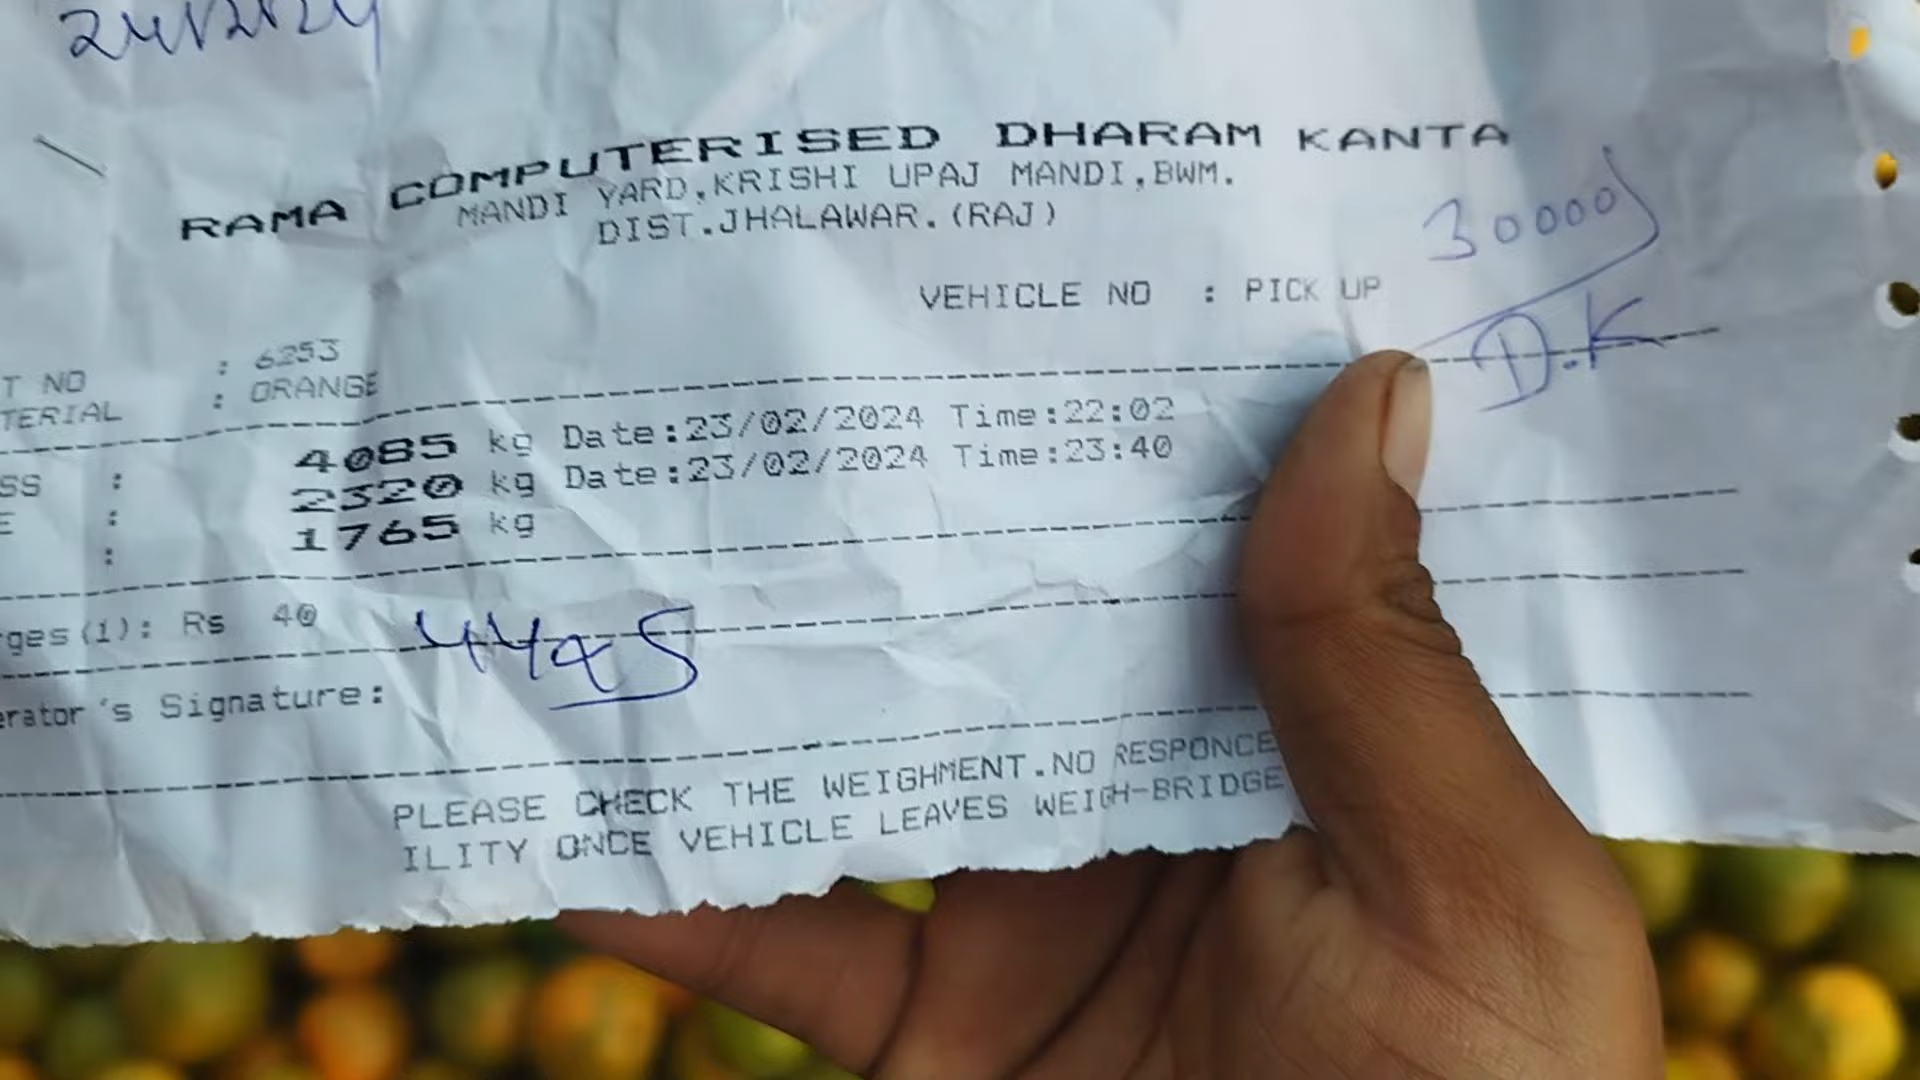 24/2/24
RAMA COMPUTERISED DHARAM KANTA
MANDI YARD,KRISHI UPAJ MANDI,BWM.
DIST.JHALAWAR.(RAJ)
30000/
VEHICLE NO : PICK UP
D.K
T NO : 6253
TERIAL : ORANGE
SS : 4085 kg Date:23/02/2024 Time:22:02
E : 2320 kg Date:23/02/2024 Time:23:40
: 1765 kg
rges(1): Rs 40
erator's Signature:
PLEASE CHECK THE WEIGHMENT.NO RESPONCE
ILITY ONCE VEHICLE LEAVES WEIGH-BRIDGE